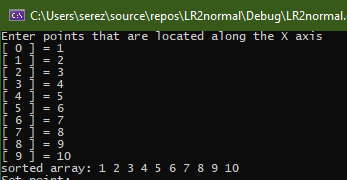 C:\Users\serez\source\repos\LR2normal\Debug\LR2normal.
Enter points that are located along the X axis
[ 0 ] = 1
[ 1 ] = 2
[ 2 ] = 3
[ 3 ] = 4
[ 4 ] = 5
[ 5 ] = 6
[ 6 ] = 7
[ 7 ] = 8
[ 8 ] = 9
[ 9 ] = 10
sorted array: 1 2 3 4 5 6 7 8 9 10
Set point: